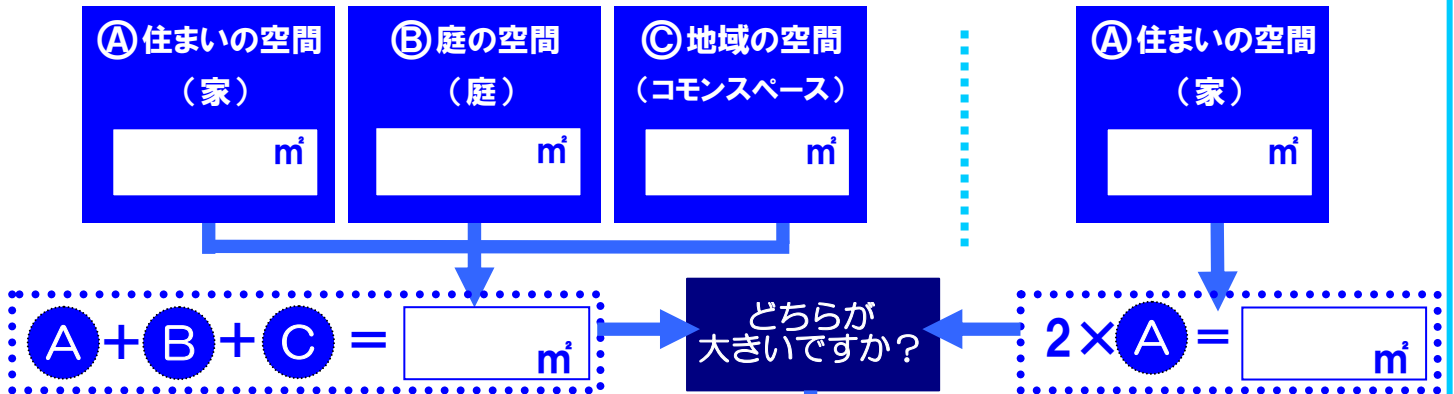 Ⓐ住まいの空間
（家）
㎡
Ⓑ庭の空間
（庭）
㎡
Ⓒ地域の空間
（コモンスペース）
㎡
Ⓐ住まいの空間
（家）
㎡
A+B+C=
㎡
どちらが
大きいですか？
2×A=
㎡